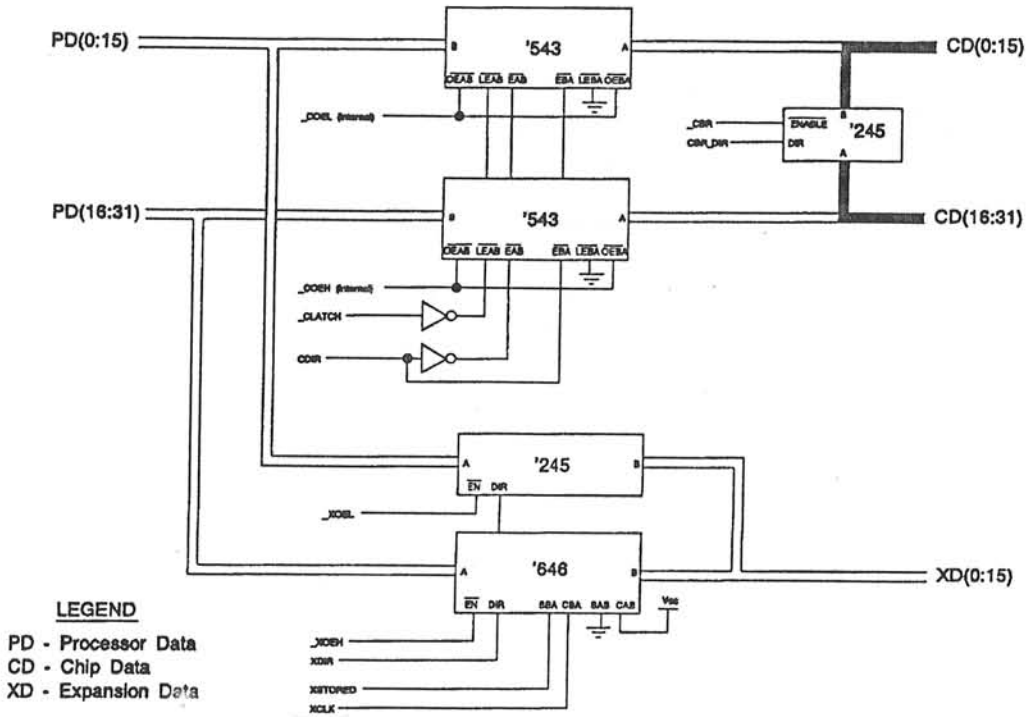 PD(0:15)
B
'543
A
CD(0:15)
OEAB LEAB EAB EBA LEBA OEBA
_COEL (Internal)
_CBR
CBR_DIR
B
ENABLE
'245
DIR
A
PD(16:31)
B
'543
A
CD(16:31)
OEAB LEAB EAB EBA LEBA OEBA
_COEH (Internal)
_CLATCH
CDIR
A
'245
B
EN DIR
_XOEL
A
'646
B
XD(0:15)
EN DIR SBA CBA SAB CAB
_XOEH
XDIR
XSTORED
XCLK
LEGEND
PD - Processor Data
CD - Chip Data
XD - Expansion Data